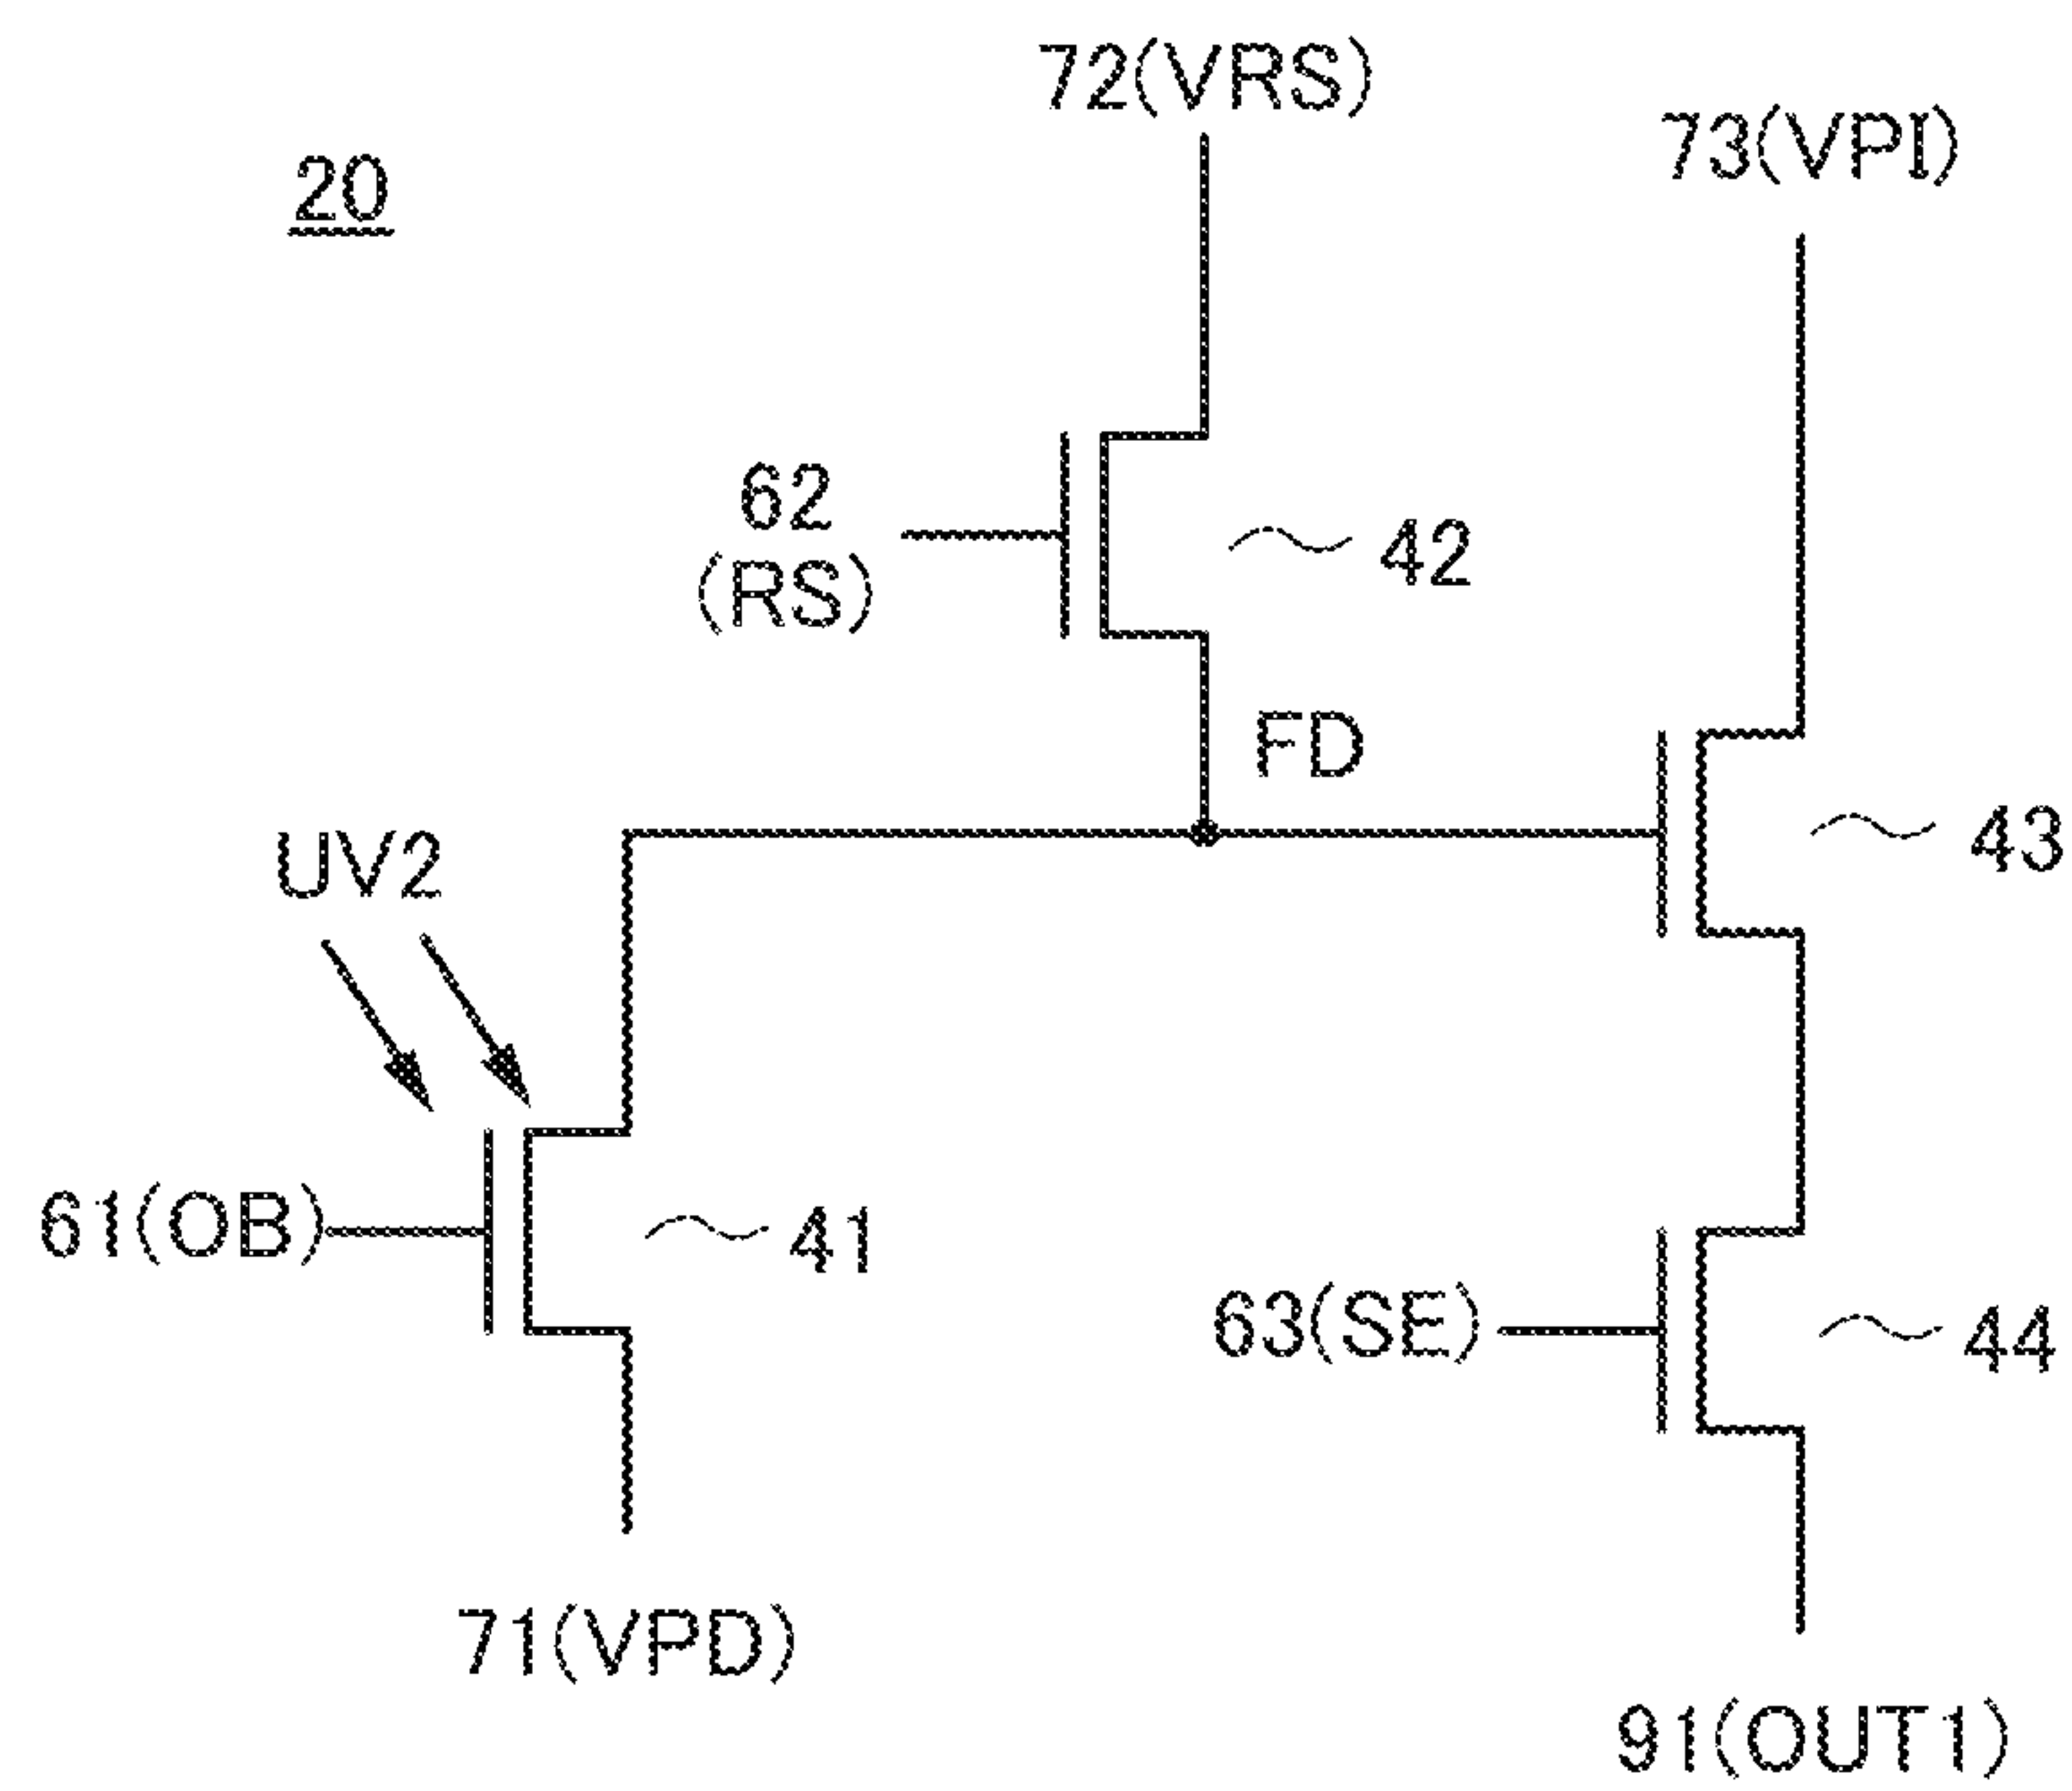 72(VRS)
73(VPI)
20
62
(RS)
42
FD
43
UV2
61(OB)
41
63(SE)
44
71(VPD)
91(OUT1)